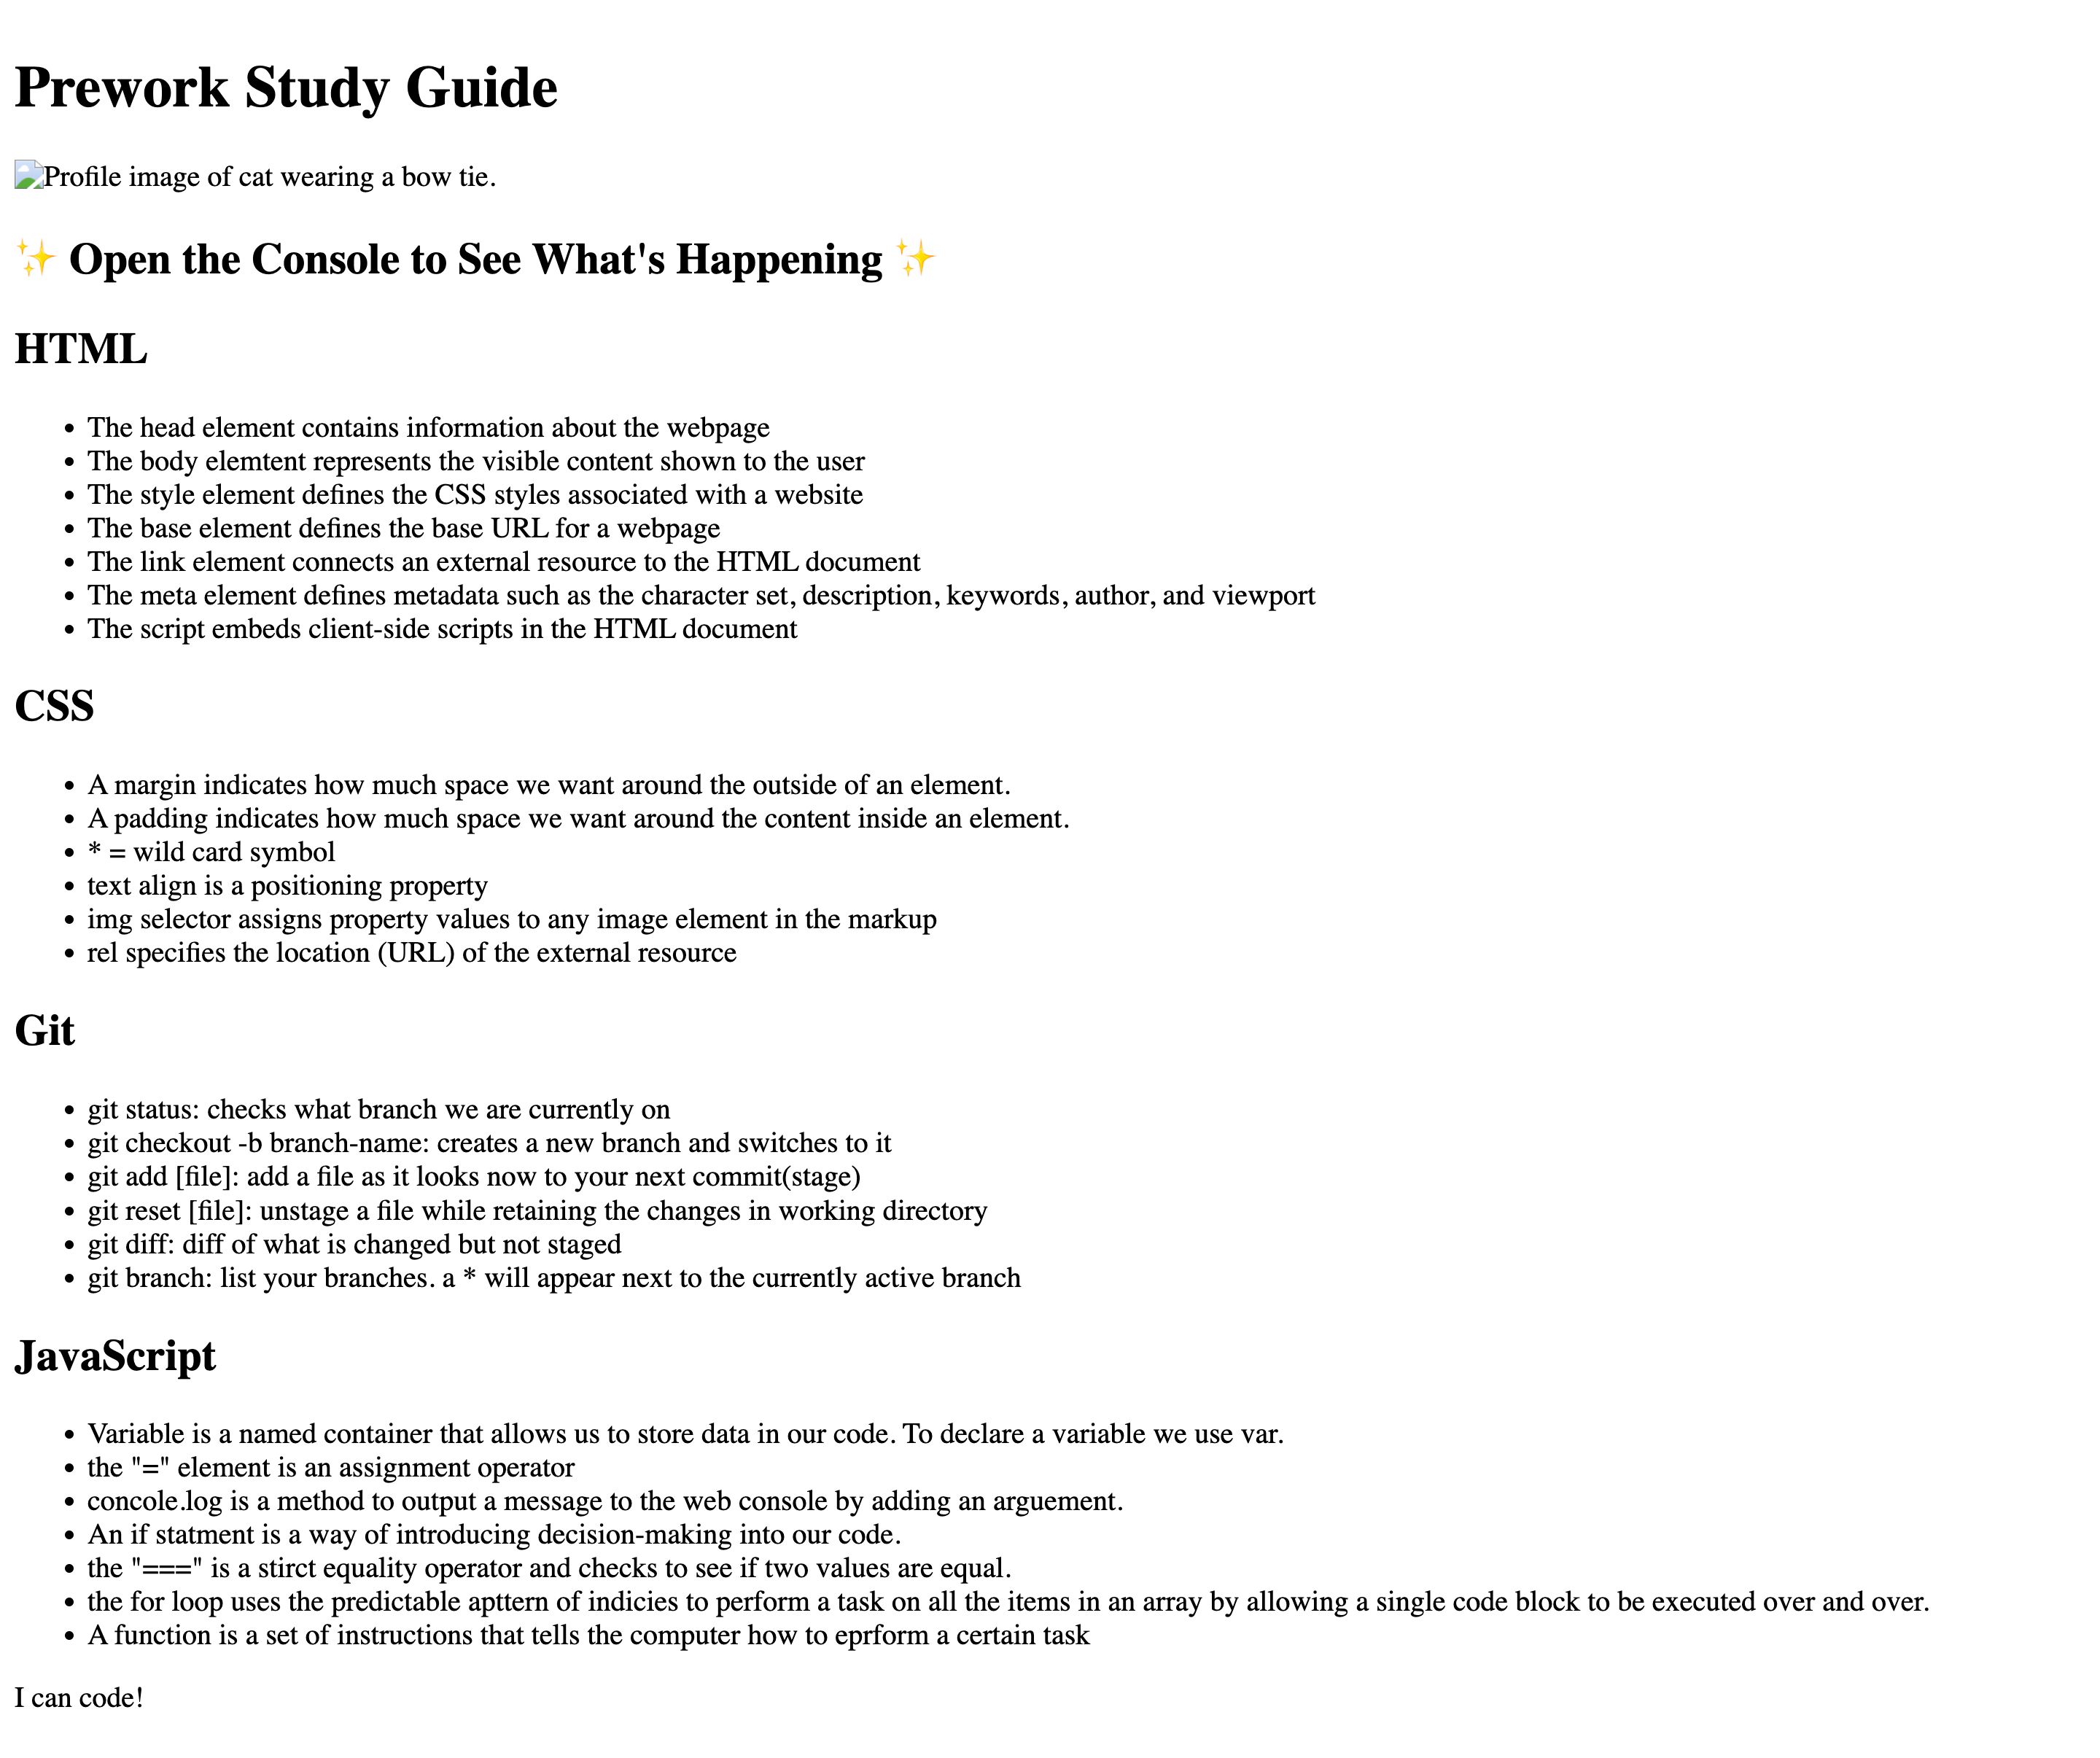 Prework Study Guide
Profile image of cat wearing a bow tie.
✨ Open the Console to See What's Happening ✨
HTML
• The head element contains information about the webpage
• The body elemtent represents the visible content shown to the user
• The style element defines the CSS styles associated with a website
• The base element defines the base URL for a webpage
• The link element connects an external resource to the HTML document
• The meta element defines metadata such as the character set, description, keywords, author, and viewport
• The script embeds client-side scripts in the HTML document
CSS
• A margin indicates how much space we want around the outside of an element.
• A padding indicates how much space we want around the content inside an element.
• * = wild card symbol
• text align is a positioning property
• img selector assigns property values to any image element in the markup
• rel specifies the location (URL) of the external resource
Git
• git status: checks what branch we are currently on
• git checkout -b branch-name: creates a new branch and switches to it
• git add [file]: add a file as it looks now to your next commit(stage)
• git reset [file]: unstage a file while retaining the changes in working directory
• git diff: diff of what is changed but not staged
• git branch: list your branches. a * will appear next to the currently active branch
JavaScript
• Variable is a named container that allows us to store data in our code. To declare a variable we use var.
• the "=" element is an assignment operator
• concole.log is a method to output a message to the web console by adding an arguement.
• An if statment is a way of introducing decision-making into our code.
• the "===" is a stirct equality operator and checks to see if two values are equal.
• the for loop uses the predictable apttern of indicies to perform a task on all the items in an array by allowing a single code block to be executed over and over.
• A function is a set of instructions that tells the computer how to eprform a certain task
I can code!